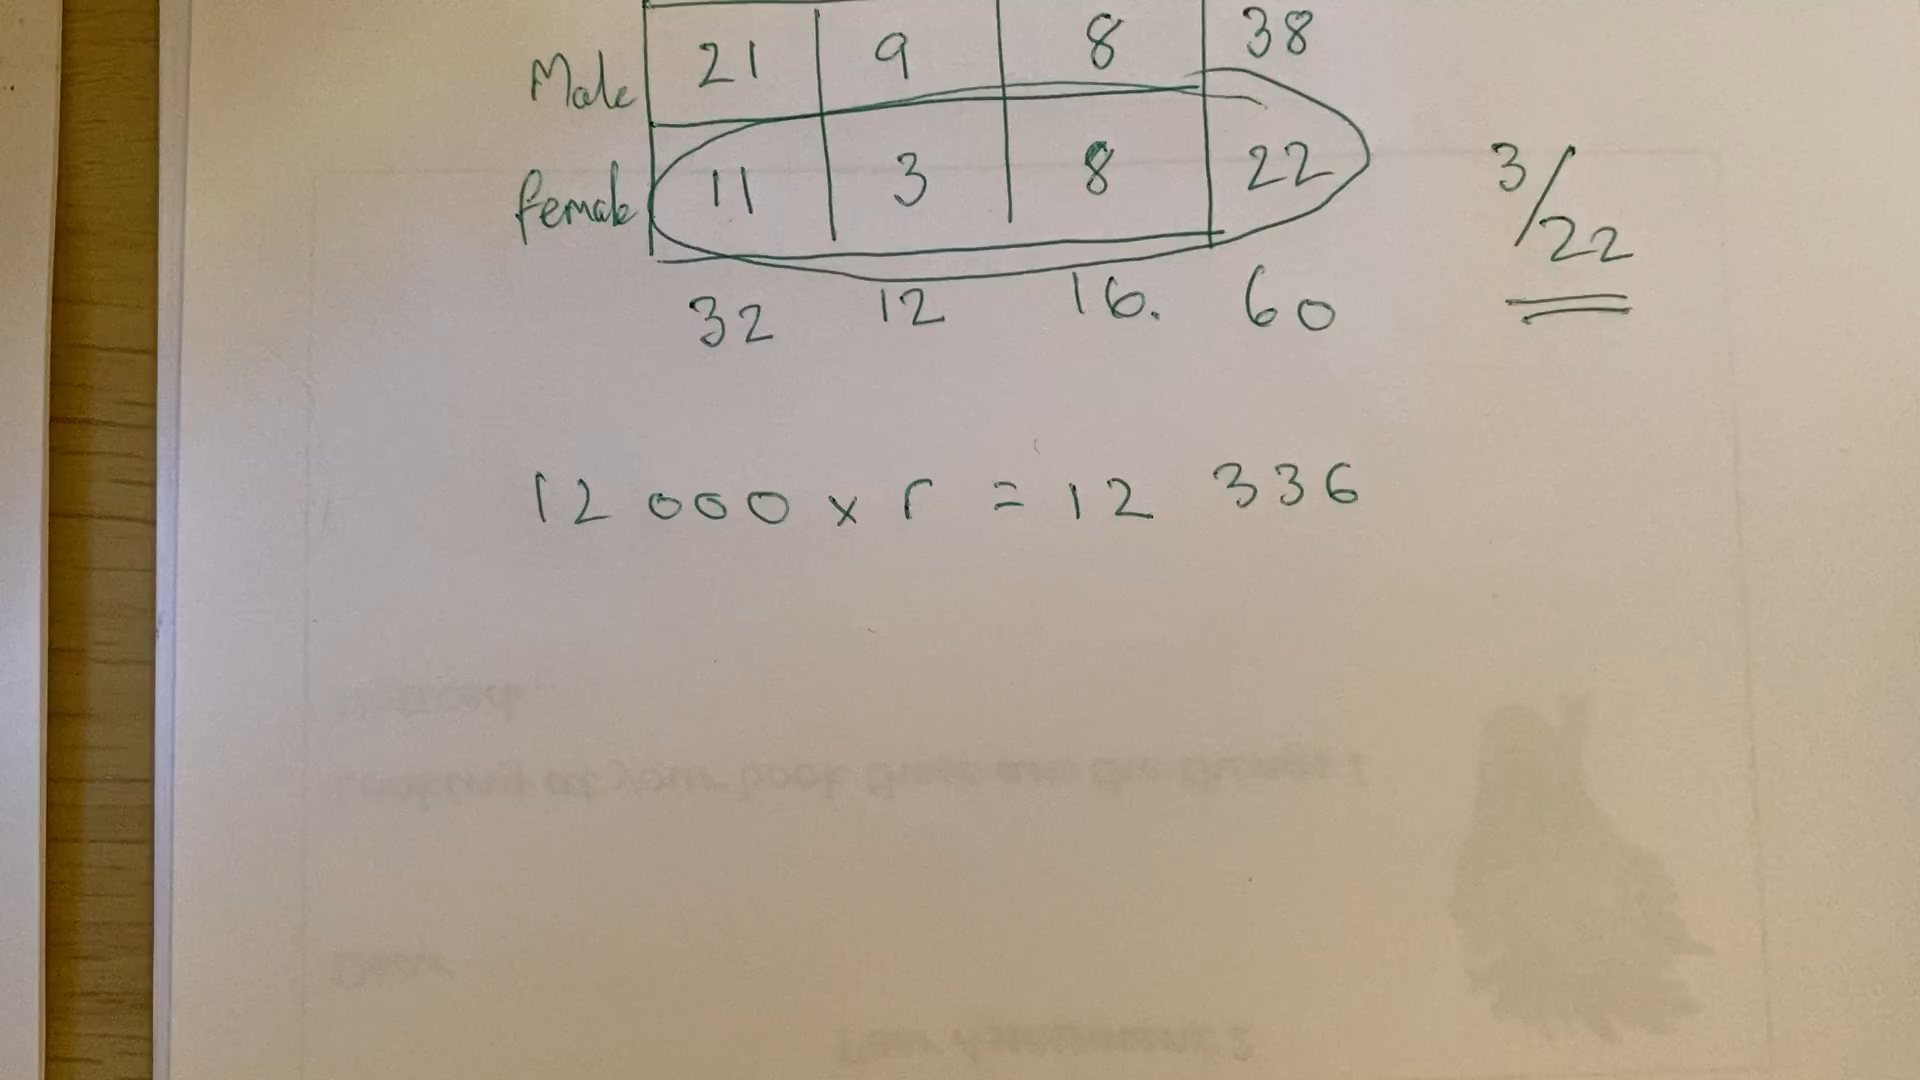 Male 21 9 8 38
female 11 3 8 22 3/22
32 12 16. 60
12 000 x r = 12 336